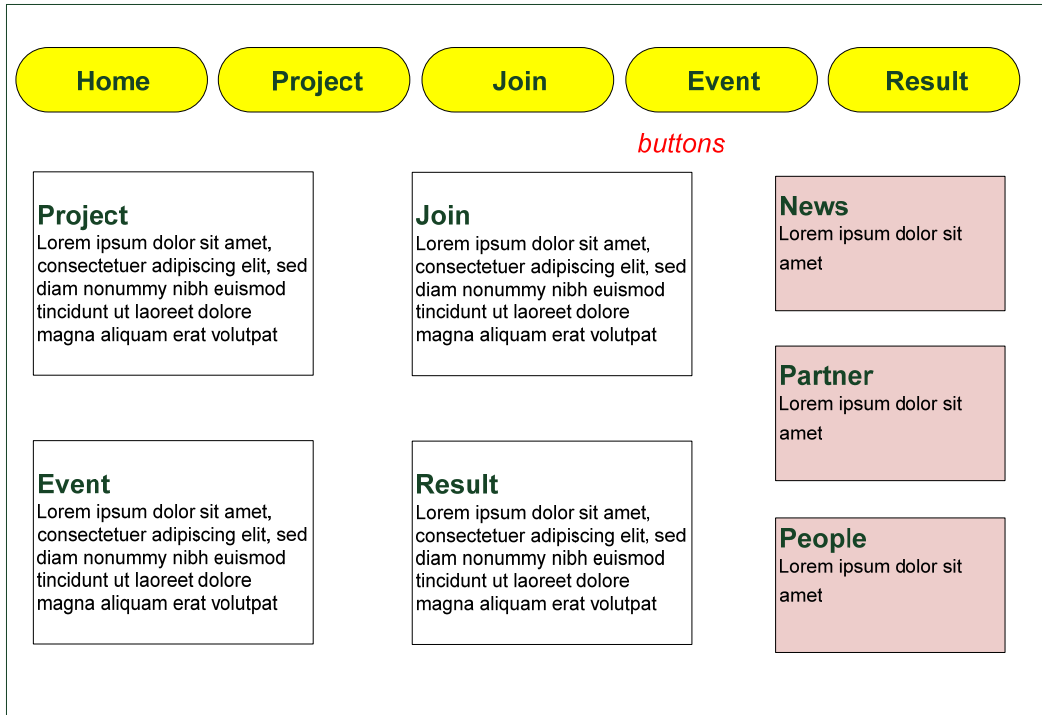 Home
Project
Join
Event
Result
buttons
Project
Lorem ipsum dolor sit amet,
consectetuer adipiscing elit, sed
diam nonummy nibh euismod
tincidunt ut laoreet dolore
magna aliquam erat volutpat
Join
Lorem ipsum dolor sit amet,
consectetuer adipiscing elit, sed
diam nonummy nibh euismod
tincidunt ut laoreet dolore
magna aliquam erat volutpat
News
Lorem ipsum dolor sit
amet
Partner
Lorem ipsum dolor sit
amet
Event
Lorem ipsum dolor sit amet,
consectetuer adipiscing elit, sed
diam nonummy nibh euismod
tincidunt ut laoreet dolore
magna aliquam erat volutpat
Result
Lorem ipsum dolor sit amet,
consectetuer adipiscing elit, sed
diam nonummy nibh euismod
tincidunt ut laoreet dolore
magna aliquam erat volutpat
People
Lorem ipsum dolor sit
amet